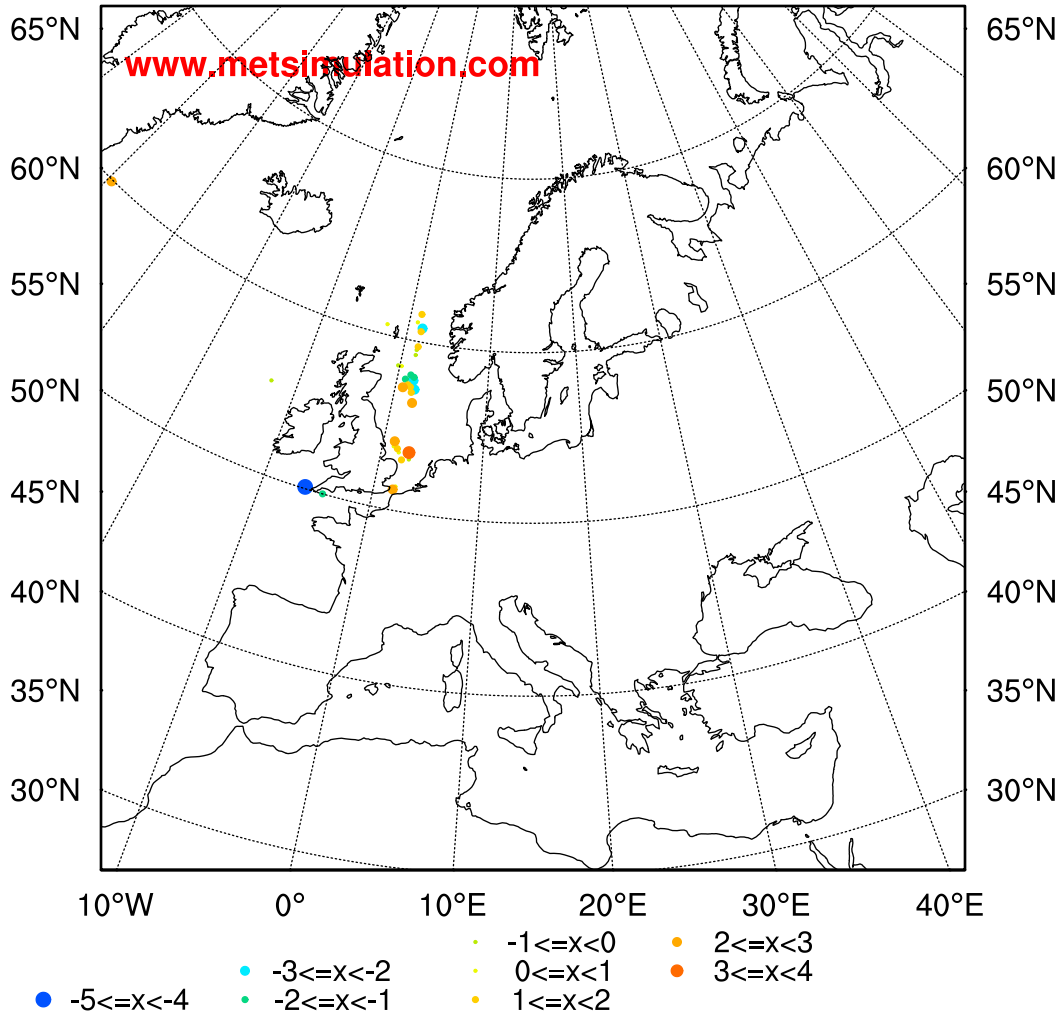 65°N 65°N
www.metsimulation.com
60°N 60°N
55°N 55°N
50°N 50°N
45°N 45°N
40°N 40°N
35°N 35°N
30°N 30°N
10°W 0° 10°E 20°E 30°E 40°E
-1<=x<0 2<=x<3
-3<=x<-2 0<=x<1 3<=x<4
-5<=x<-4 -2<=x<-1 1<=x<2